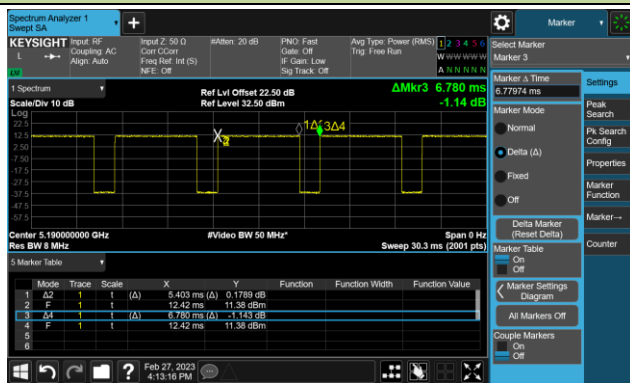 Spectrum Analyzer 1
Swept SA
Marker
KEYSIGHT
L
Input: RF
Coupling: AC
Align: Auto
Input Z: 50 Ω
Corr CCorr
Freq Ref: Int (S)
NFE: Off
#Atten: 20 dB
PNO: Fast
Gate: Off
IF Gain: Low
Sig Track: Off
Avg Type: Power (RMS)
Trig: Free Run
1 2 3 4 5 6
W W W W W W
A N N N N N
Select Marker
Marker 3
1 Spectrum
Scale/Div 10 dB
Log
Ref Lvl Offset 22.50 dB
Ref Level 32.50 dBm
ΔMkr3 6.780 ms
-1.14 dB
22.5
12.5
2.50
-7.50
-17.5
-27.5
-37.5
-47.5
-57.5
X2
1Δ2
3Δ4
Center 5.190000000 GHz
Res BW 8 MHz
#Video BW 50 MHz*
Span 0 Hz
Sweep 30.3 ms (2001 pts)
5 Marker Table
Mode Trace Scale X Y Function Function Width Function Value
1 Δ2 1 t (Δ) 5.403 ms (Δ) 0.1789 dB
2 F 1 t 12.42 ms 11.38 dBm
3 Δ4 1 t (Δ) 6.780 ms (Δ) -1.143 dB
4 F 1 t 12.42 ms 11.38 dBm
5
6
Marker Δ Time
6.77974 ms
Marker Mode
Normal
Delta (Δ)
Fixed
Off
Delta Marker
(Reset Delta)
Marker Table
On
Off
Marker Settings
Diagram
All Markers Off
Couple Markers
On
Off
Settings
Peak
Search
Pk Search
Config
Properties
Marker
Function
Marker→
Counter
Feb 27, 2023
4:13:16 PM